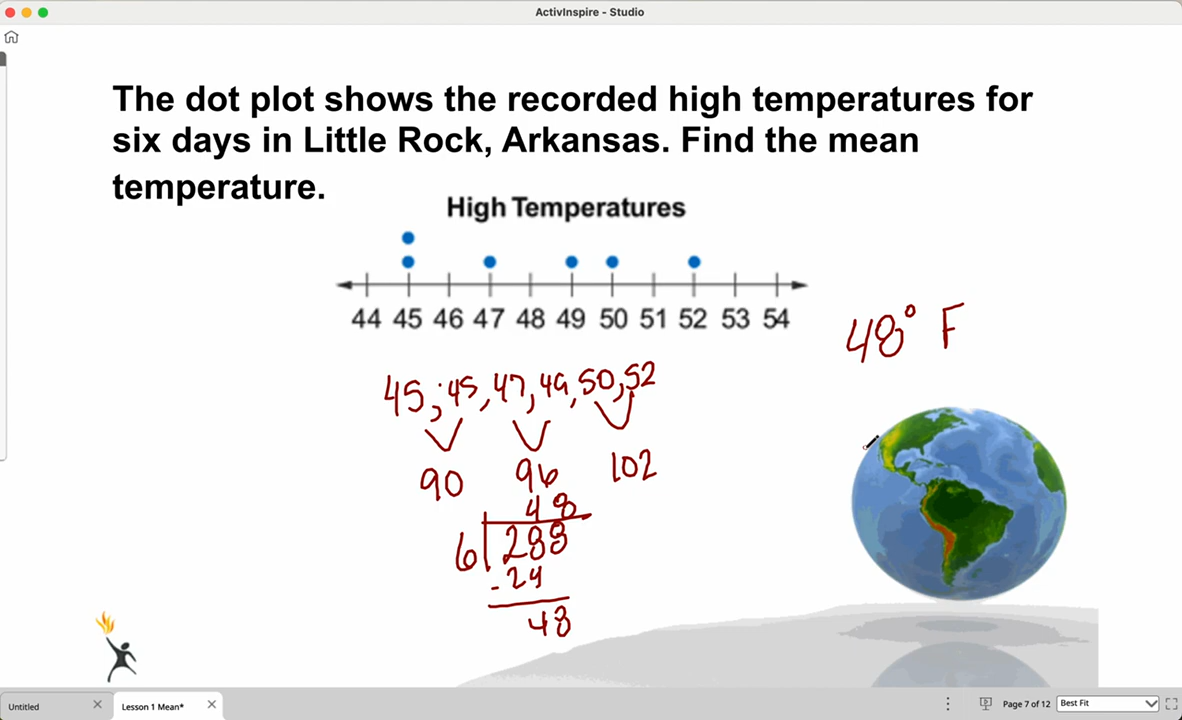 ActivInspire - Studio
The dot plot shows the recorded high temperatures for
six days in Little Rock, Arkansas. Find the mean
temperature.
High Temperatures
44 45 46 47 48 49 50 51 52 53 54
48° F
45, 45, 47, 49, 50, 52
90 96 102
48
6 288
-24
48
Untitled
Lesson 1 Mean*
Page 7 of 12
Best Fit